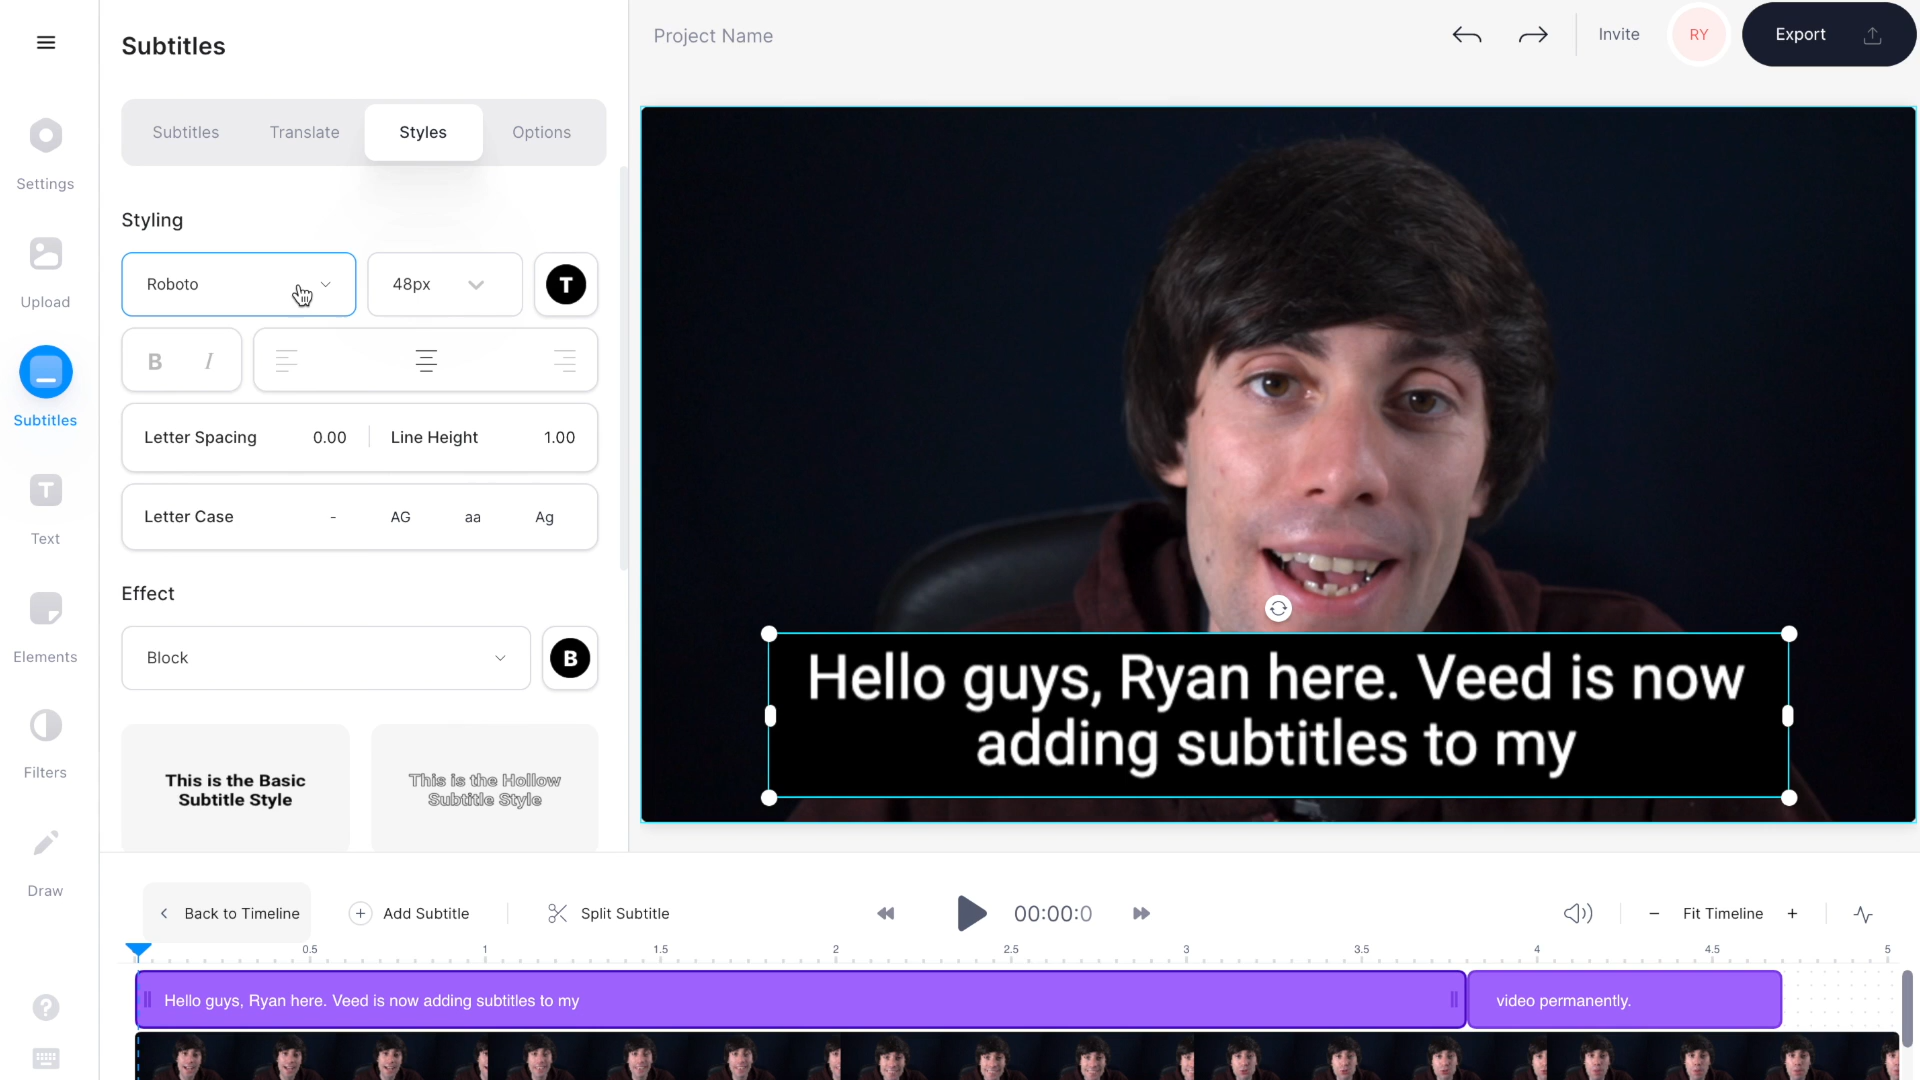 Subtitles
Project Name
Invite
RY
Export
Subtitles
Translate
Styles
Options
Settings
Upload
Subtitles
Text
Elements
Filters
Draw
Styling
Roboto
48px
T
B
I
Letter Spacing 0.00
Line Height 1.00
Letter Case - AG aa Ag
Effect
Block
B
This is the Basic
Subtitle Style
This is the Hollow
Subtitle Style
Hello guys, Ryan here. Veed is now
adding subtitles to my
Back to Timeline
Add Subtitle
Split Subtitle
00:00:0
Fit Timeline
0.5 1 1.5 2 2.5 3 3.5 4 4.5 5
Hello guys, Ryan here. Veed is now adding subtitles to my
video permanently.